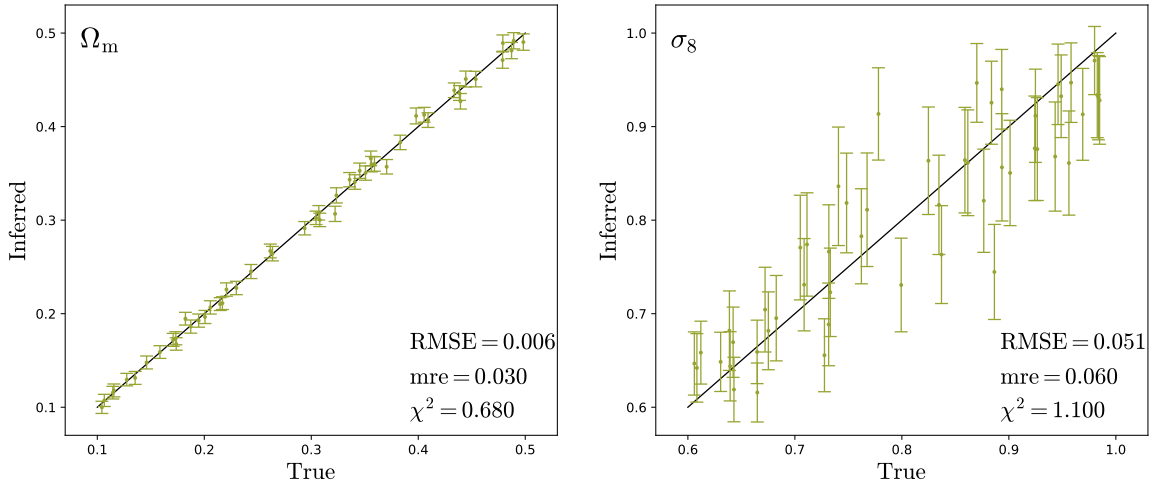 Ω_m
0.5
0.4
0.3
0.2
0.1
Inferred
RMSE = 0.006
mre = 0.030
χ² = 0.680
0.1 0.2 0.3 0.4 0.5
True
σ_8
1.0
0.9
0.8
0.7
0.6
Inferred
RMSE = 0.051
mre = 0.060
χ² = 1.100
0.6 0.7 0.8 0.9 1.0
True